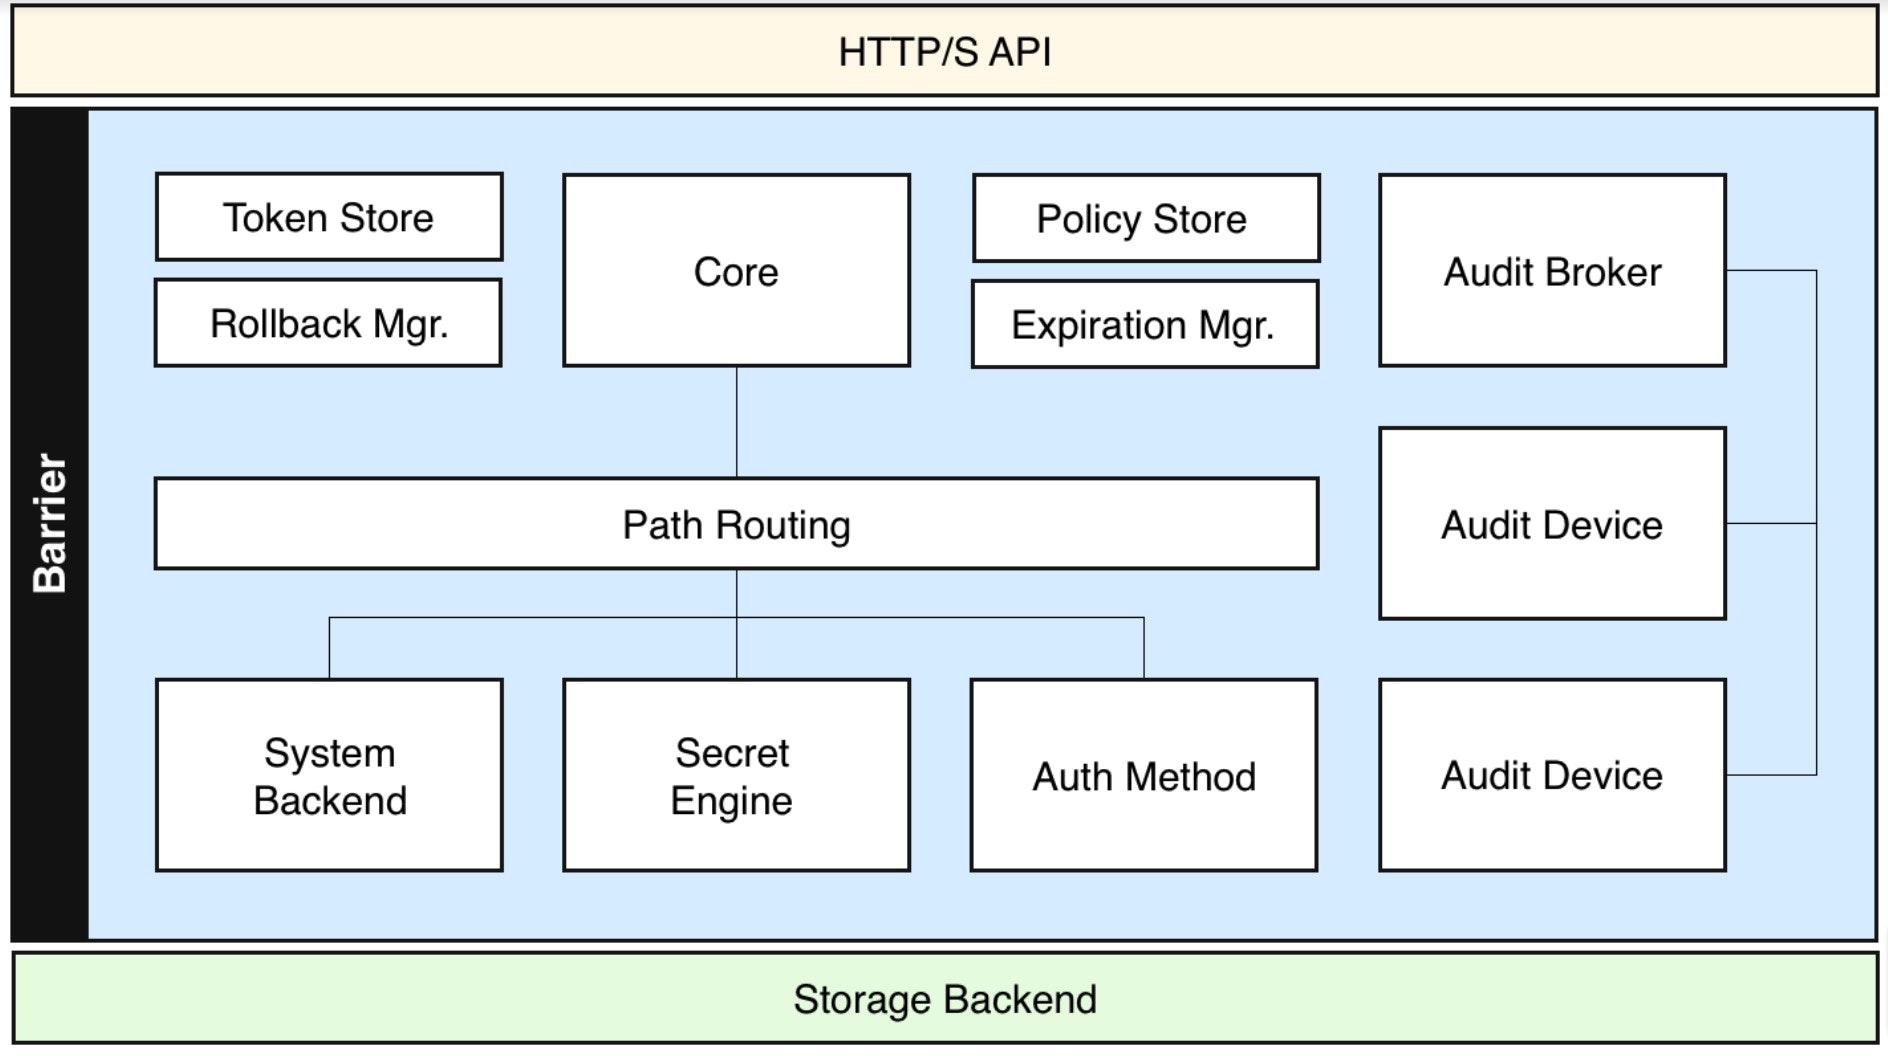 HTTP/S API
Barrier
Token Store
Rollback Mgr.
Core
Policy Store
Expiration Mgr.
Audit Broker
Path Routing
Audit Device
System
Backend
Secret
Engine
Auth Method
Audit Device
Storage Backend